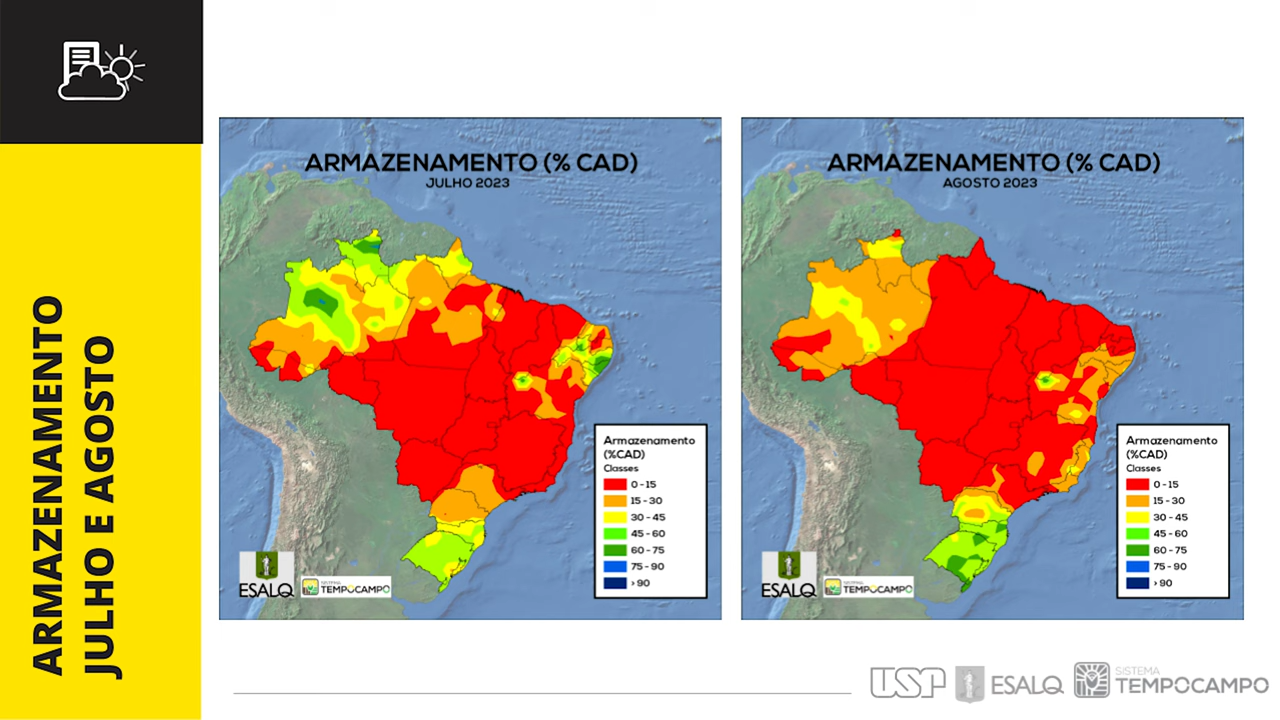 ARMAZENAMENTO
JULHO E AGOSTO
ARMAZENAMENTO (% CAD)
JULHO 2023
Armazenamento
(%CAD)
Classes
0 - 15
15 - 30
30 - 45
45 - 60
60 - 75
75 - 90
> 90
ESALQ
SISTEMA
TEMPOCAMPO
ARMAZENAMENTO (% CAD)
AGOSTO 2023
Armazenamento
(%CAD)
Classes
0 - 15
15 - 30
30 - 45
45 - 60
60 - 75
75 - 90
> 90
ESALQ
SISTEMA
TEMPOCAMPO
USP
ESALQ
SISTEMA
TEMPOCAMPO